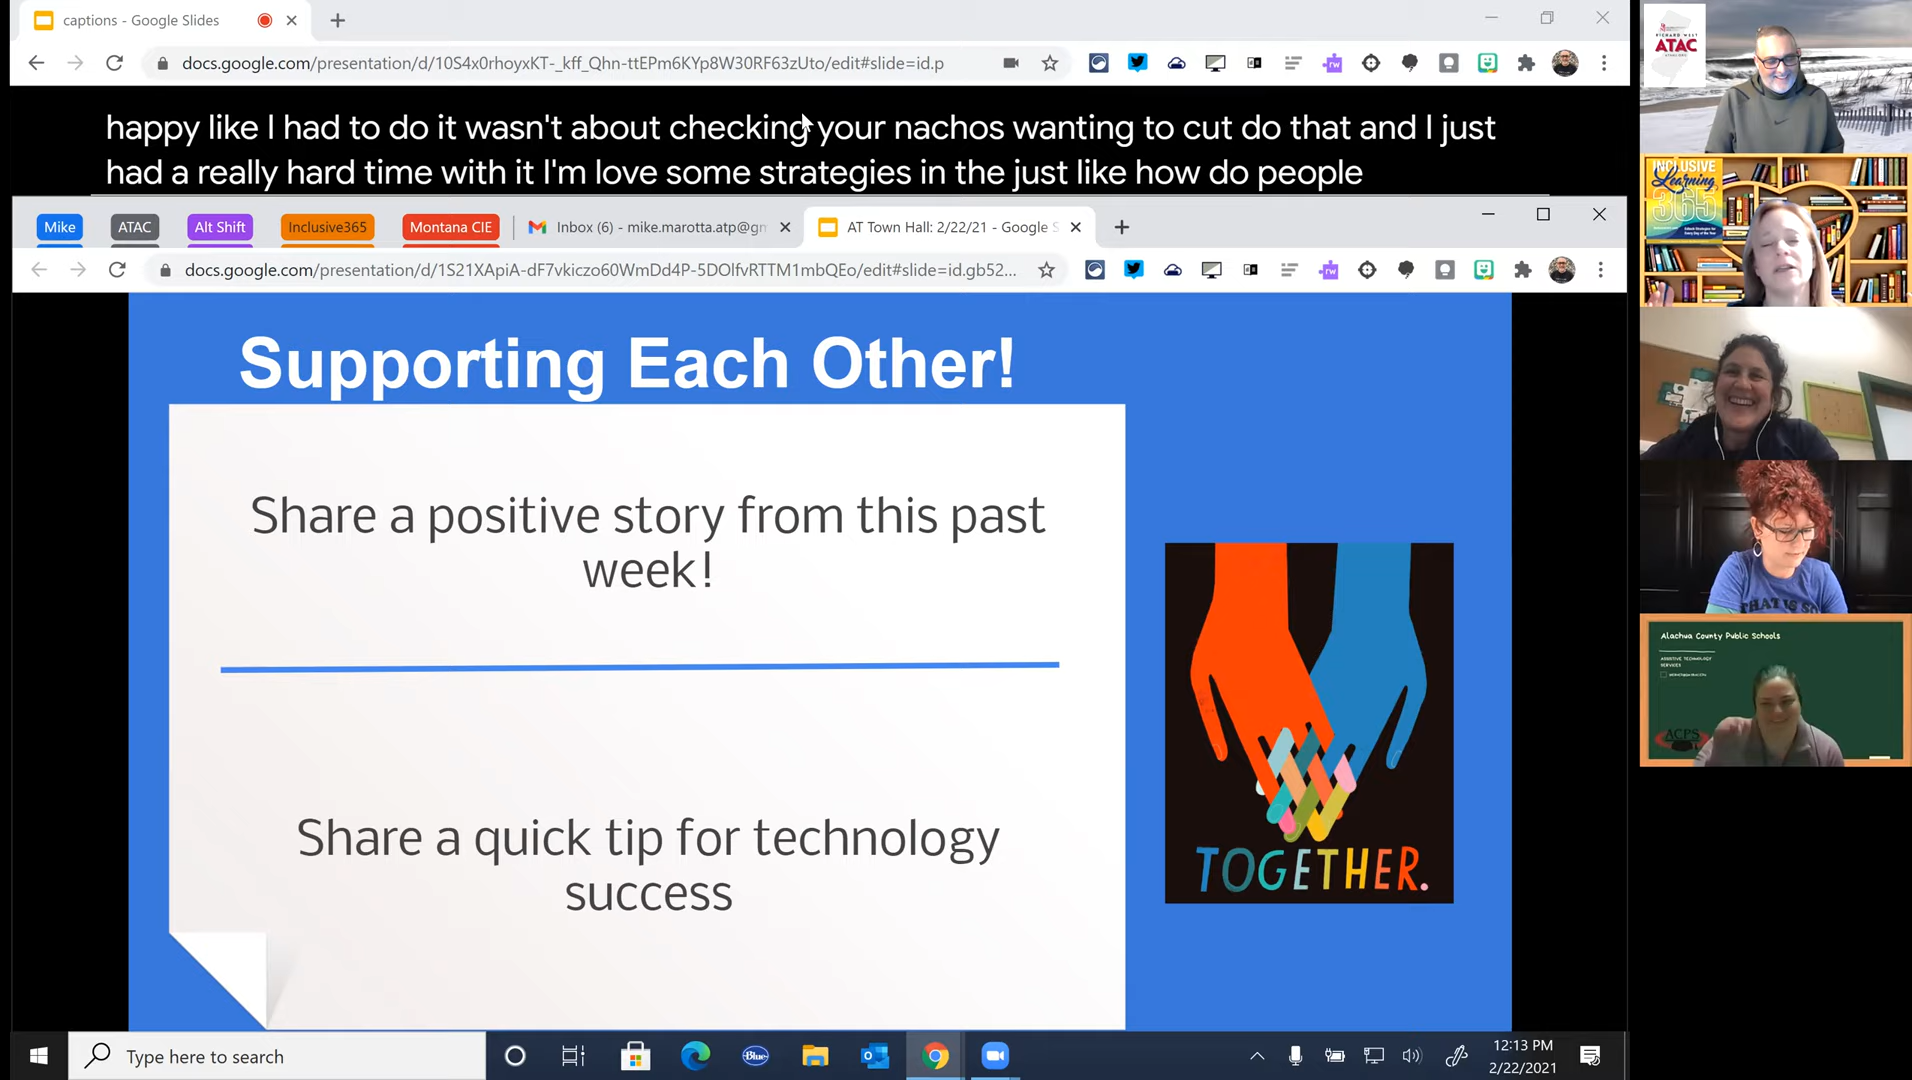 captions - Google Slides
docs.google.com/presentation/d/10S4x0rhoyxKT-_kff_Qhn-ttEPm6KYp8W30RF63zUto/edit#slide=id.p
happy like I had to do it wasn't about checking your nachos wanting to cut do that and I just
had a really hard time with it I'm love some strategies in the just like how do people
Mike
ATAC
Alt Shift
Inclusive365
Montana CIE
Inbox (6) - mike.marotta.atp@gm
AT Town Hall: 2/22/21 - Google S
docs.google.com/presentation/d/1S21XApiA-dF7vkiczo60WmDd4P-5DOlfvRTTM1mbQEo/edit#slide=id.gb52...
Supporting Each Other!
Share a positive story from this past
week!
Share a quick tip for technology
success
TOGETHER.
Type here to search
Blue
12:13 PM
2/22/2021
RICHARD WEST
ATAC
INCLUSIVE
Learning
365
THAT IS SO
Alachua County Public Schools
ASSISTIVE TECHNOLOGY
SERVICES
ACPS